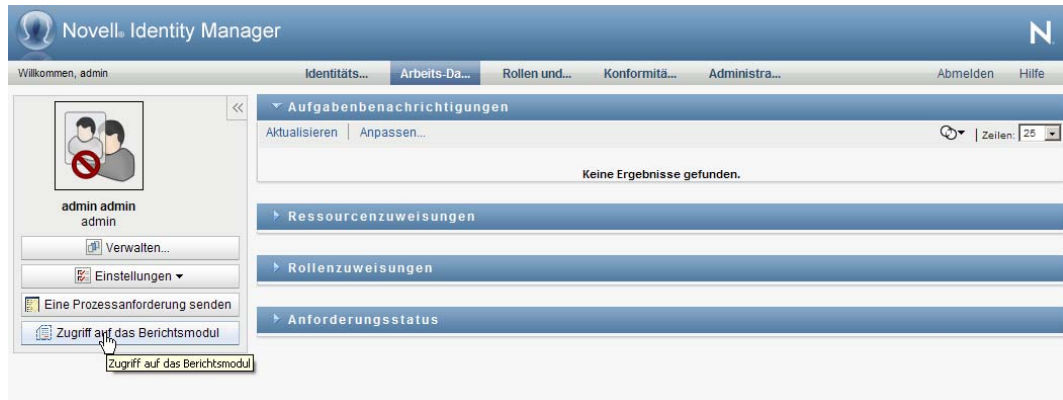 Novell® Identity Manager
N
Willkommen, admin
Identitäts... Arbeits-Da... Rollen und... Konformitä... Administra... Abmelden Hilfe
Aufgabenbenachrichtigungen
Aktualisieren | Anpassen... | Zeilen: 25
Keine Ergebnisse gefunden.
admin admin
admin
Verwalten...
Einstellungen
Eine Prozessanforderung senden
Zugriff auf das Berichtsmodul
Zugriff auf das Berichtsmodul
Ressourcenzuweisungen
Rollenzuweisungen
Anforderungsstatus